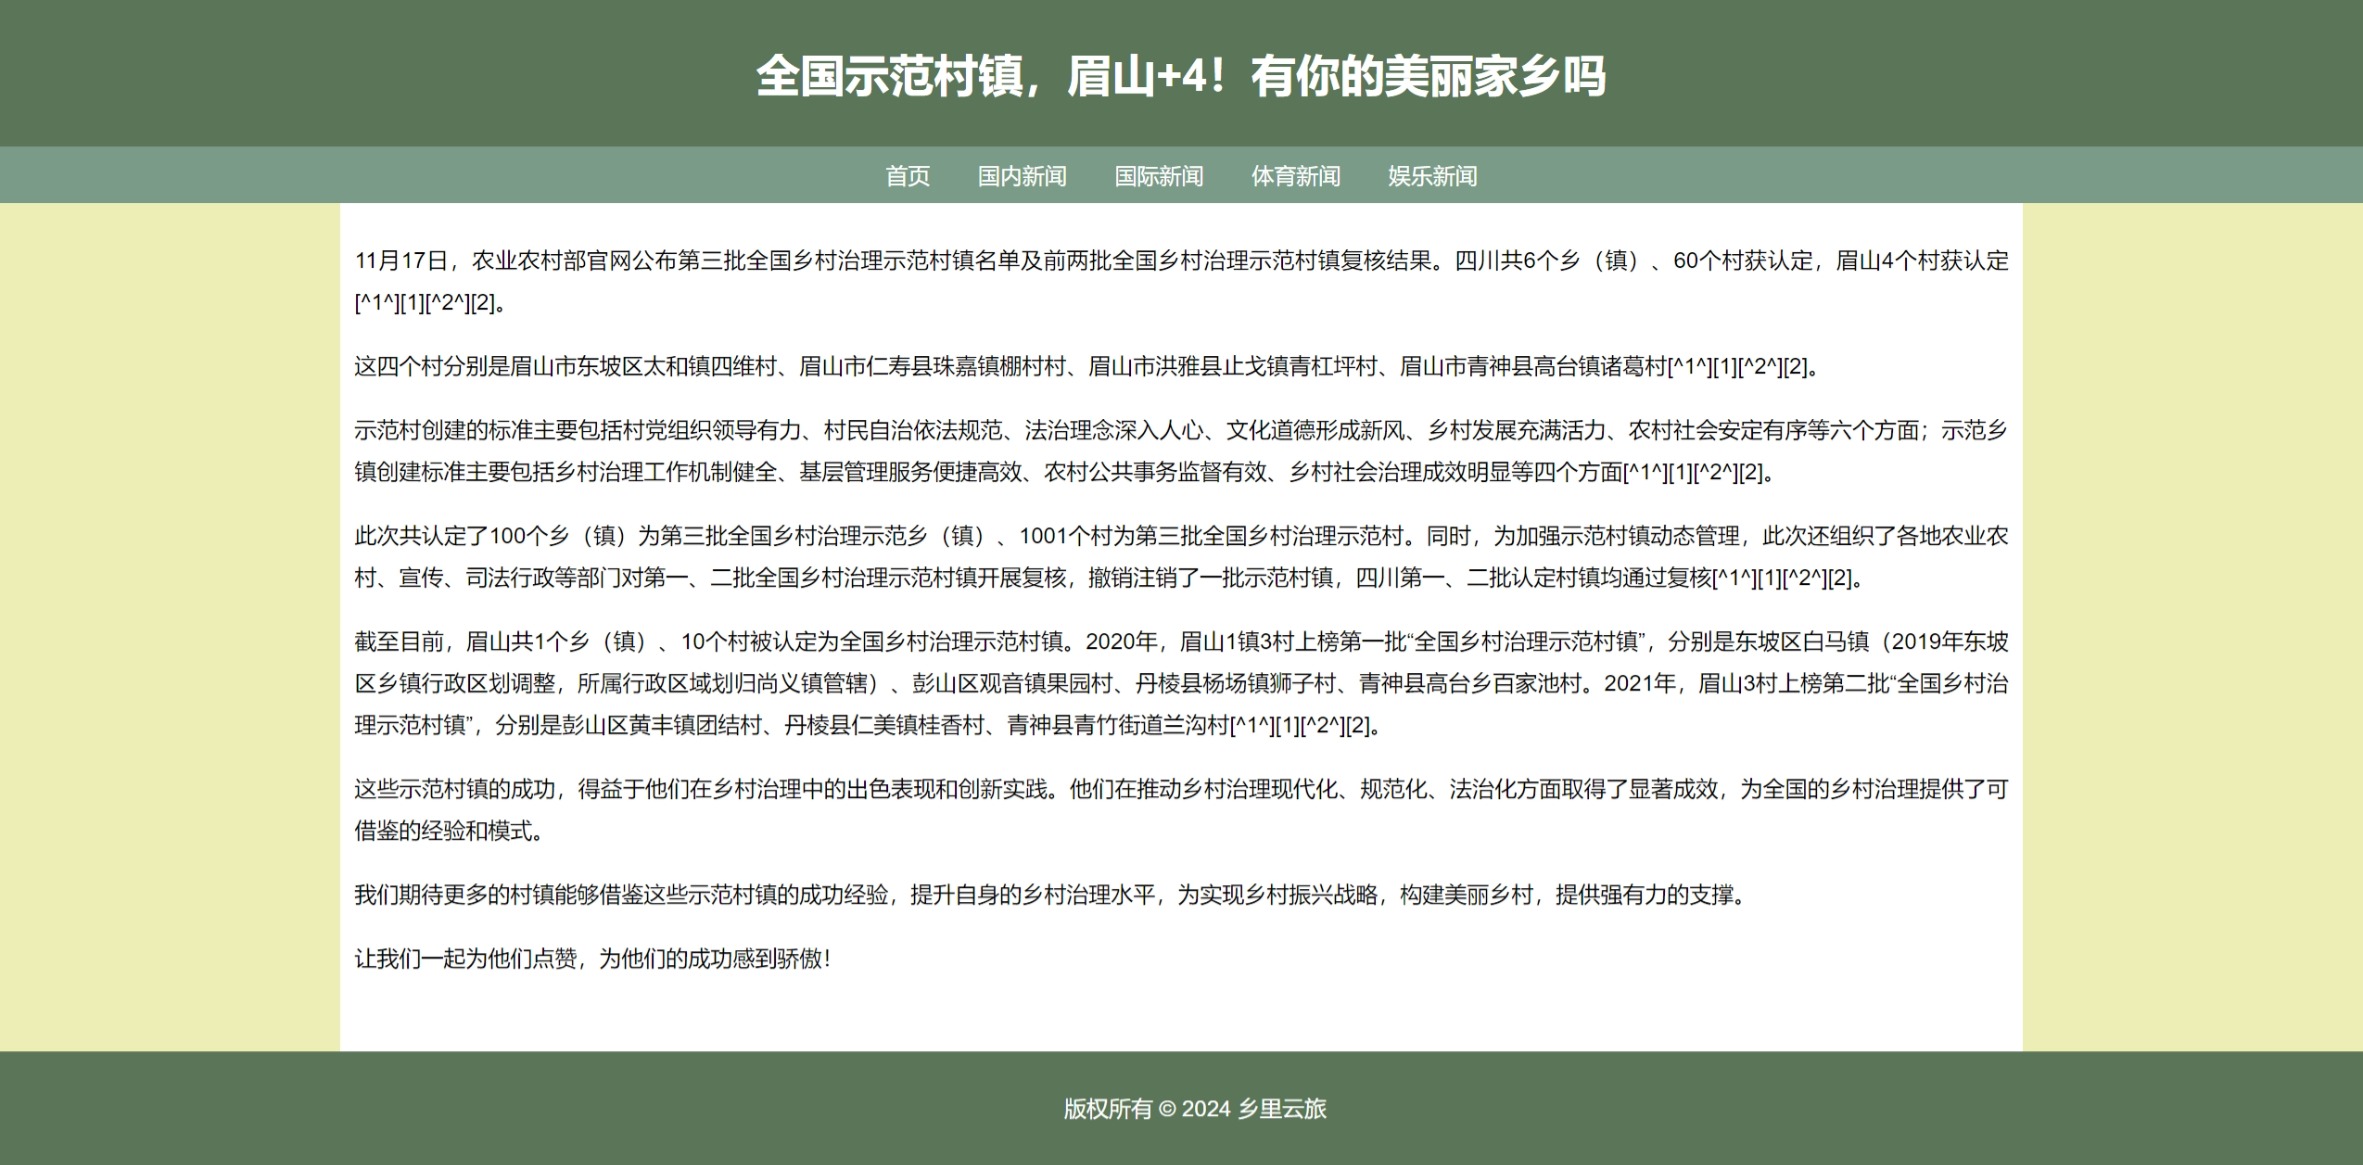 全国示范村镇，眉山+4！有你的美丽家乡吗
首页 国内新闻 国际新闻 体育新闻 娱乐新闻
11月17日，农业农村部官网公布第三批全国乡村治理示范村镇名单及前两批全国乡村治理示范村镇复核结果。四川共6个乡（镇）、60个村获认定，眉山4个村获认定
[^1^][1][^2^][2]。
这四个村分别是眉山市东坡区太和镇四维村、眉山市仁寿县珠嘉镇棚村村、眉山市洪雅县止戈镇青杠坪村、眉山市青神县高台镇诸葛村[^1^][1][^2^][2]。
示范村创建的标准主要包括村党组织领导有力、村民自治依法规范、法治理念深入人心、文化道德形成新风、乡村发展充满活力、农村社会安定有序等六个方面；示范乡
镇创建标准主要包括乡村治理工作机制健全、基层管理服务便捷高效、农村公共事务监督有效、乡村社会治理成效明显等四个方面[^1^][1][^2^][2]。
此次共认定了100个乡（镇）为第三批全国乡村治理示范乡（镇）、1001个村为第三批全国乡村治理示范村。同时，为加强示范村镇动态管理，此次还组织了各地农业农
村、宣传、司法行政等部门对第一、二批全国乡村治理示范村镇开展复核，撤销注销了一批示范村镇，四川第一、二批认定村镇均通过复核[^1^][1][^2^][2]。
截至目前，眉山共1个乡（镇）、10个村被认定为全国乡村治理示范村镇。2020年，眉山1镇3村上榜第一批“全国乡村治理示范村镇”，分别是东坡区白马镇（2019年东坡
区乡镇行政区划调整，所属行政区域划归尚义镇管辖）、彭山区观音镇果园村、丹棱县杨场镇狮子村、青神县高台乡百家池村。2021年，眉山3村上榜第二批“全国乡村治
理示范村镇”，分别是彭山区黄丰镇团结村、丹棱县仁美镇桂香村、青神县青竹街道兰沟村[^1^][1][^2^][2]。
这些示范村镇的成功，得益于他们在乡村治理中的出色表现和创新实践。他们在推动乡村治理现代化、规范化、法治化方面取得了显著成效，为全国的乡村治理提供了可
借鉴的经验和模式。
我们期待更多的村镇能够借鉴这些示范村镇的成功经验，提升自身的乡村治理水平，为实现乡村振兴战略，构建美丽乡村，提供强有力的支撑。
让我们一起为他们点赞，为他们的成功感到骄傲！
版权所有 © 2024 乡里云旅